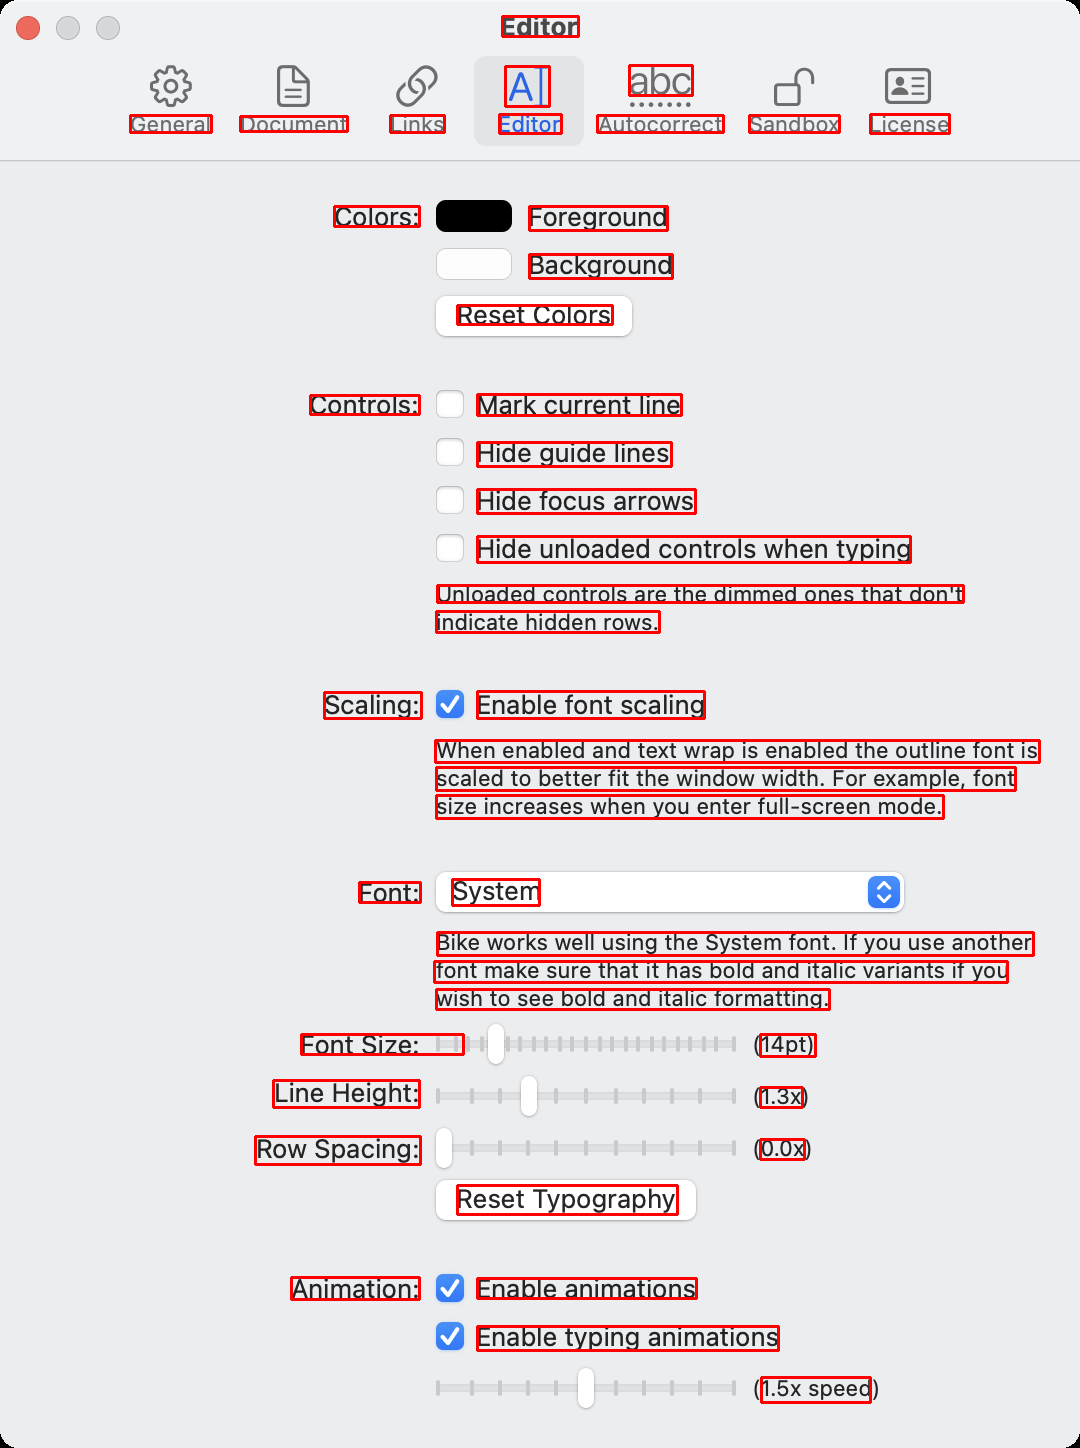 Editor
General Document Links Editor Autocorrect Sandbox License
A abc
Colors: Foreground
Background
Reset Colors
Controls: Mark current line
Hide guide lines
Hide focus arrows
Hide unloaded controls when typing
Unloaded controls are the dimmed ones that don't
indicate hidden rows.
Scaling: Enable font scaling
When enabled and text wrap is enabled the outline font is
scaled to better fit the window width. For example, font
size increases when you enter full-screen mode.
Font: System
Bike works well using the System font. If you use another
font make sure that it has bold and italic variants if you
wish to see bold and italic formatting.
Font Size: (14pt)
Line Height: (1.3x)
Row Spacing: (0.0x)
Reset Typography
Animation: Enable animations
Enable typing animations
(1.5x speed)